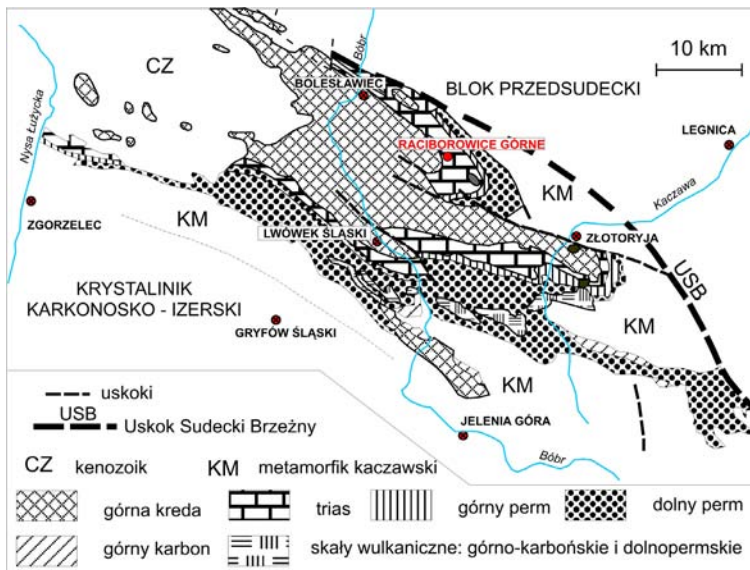 10 km
CZ
Bóbr
BOLESŁAWIEC
BLOK PRZEDSUDECKI
Nysa Łużycka
LEGNICA
RACIBOROWICE GÓRNE
KM
Kaczawa
ZGORZELEC
KM
LWÓWEK ŚLĄSKI
ZŁOTORYJA
USB
KRYSTALINIK
KARKONOSKO - IZERSKI
GRYFÓW ŚLĄSKI
KM
KM
JELENIA GÓRA
Bóbr
uskoki
USB
Uskok Sudecki Brzeżny
CZ kenozoik KM metamorfik kaczawski
górna kreda trias górny perm dolny perm
górny karbon skały wulkaniczne: górno-karbońskie i dolnopermskie